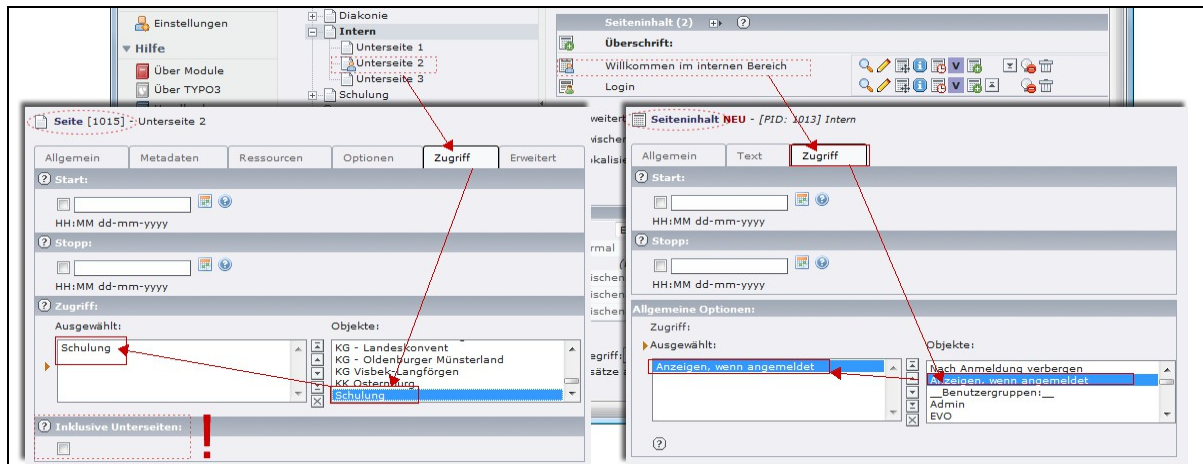 Einstellungen
Hilfe
Über Module
Über TYPO3
Diakonie
Intern
Unterseite 1
Unterseite 2
Unterseite 3
Schulung
Seiteninhalt (2)
Überschrift:
Willkommen im internen Bereich
Login
Seite [1015] - Unterseite 2
Allgemein Metadaten Ressourcen Optionen Zugriff Erweitert
Start:
HH:MM dd-mm-yyyy
Stopp:
HH:MM dd-mm-yyyy
Zugriff:
Ausgewählt: Objekte:
Schulung
KG - Landeskonvent
KG - Oldenburger Münsterland
KG Visbek-Langförgen
KK Osternburg
Schulung
Inklusive Unterseiten:
!
Seiteninhalt NEU - [PID: 1013] Intern
Allgemein Text Zugriff
Start:
HH:MM dd-mm-yyyy
Stopp:
HH:MM dd-mm-yyyy
Allgemeine Optionen:
Zugriff:
Ausgewählt: Objekte:
Anzeigen, wenn angemeldet
Nach Anmeldung verbergen
Anzeigen, wenn angemeldet
__Benutzergruppen:__
Admin
EVO